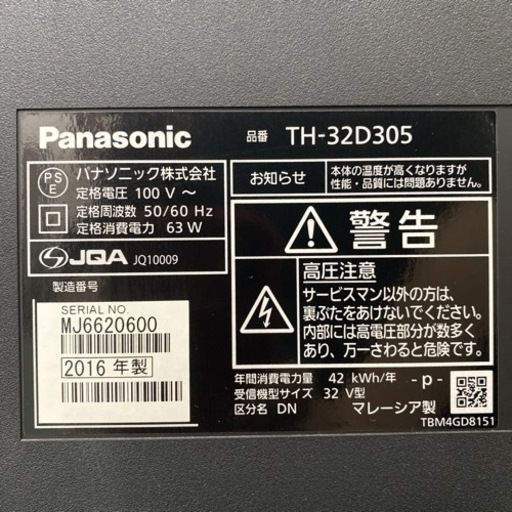 Panasonic 品番 TH-32D305
PS
E
パナソニック株式会社
定格電圧 100 V ～
定格周波数 50/60 Hz
定格消費電力 63 W
JQA JQ10009
製造番号
SERIAL NO.
MJ6620600
2016 年製
お知らせ
本体の温度が高くなりますが
性能・品質には問題ありません。
警告
高圧注意
サービスマン以外の方は、
裏ぶたをあけないでください。
内部には高電圧部分が数多く
あり、万一さわると危険です。
年間消費電力量 42 kWh/年 -p-
受信機型サイズ 32 V型
区分名 DN マレーシア製
TBM4GD8151